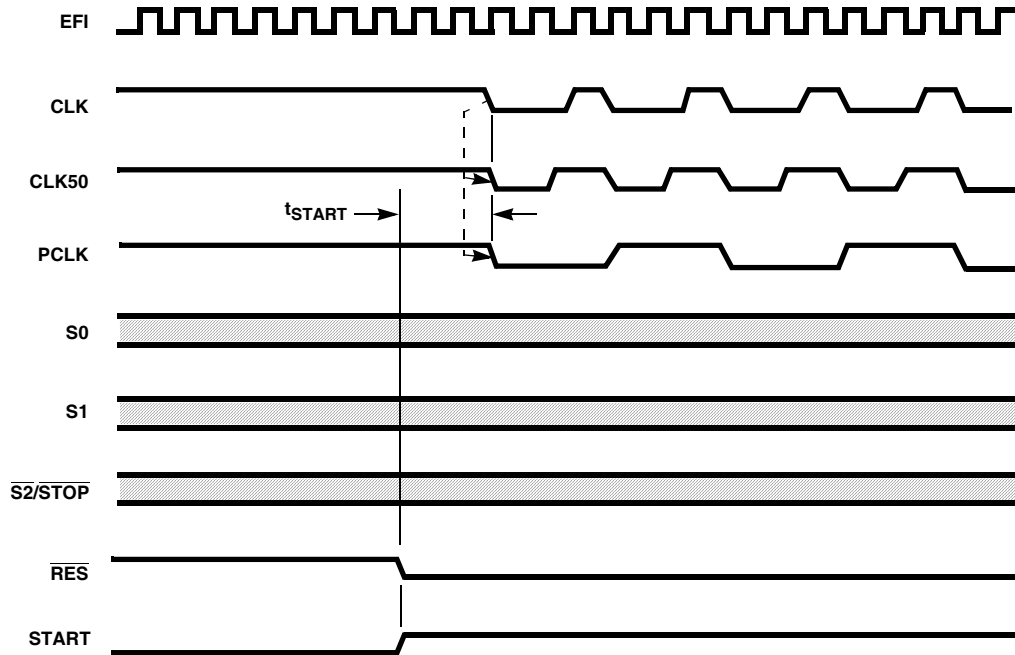 EFI
CLK
CLK50
tSTART
PCLK
S0
S1
S2/STOP
RES
START